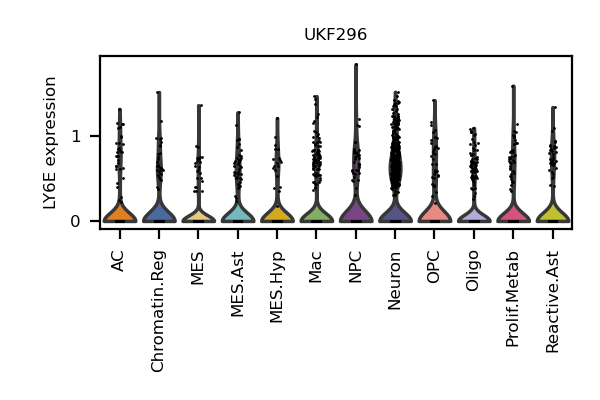 UKF296
LY6E expression
1
0
AC
Chromatin.Reg
MES
MES.Ast
MES.Hyp
Mac
NPC
Neuron
OPC
Oligo
Prolif.Metab
Reactive.Ast